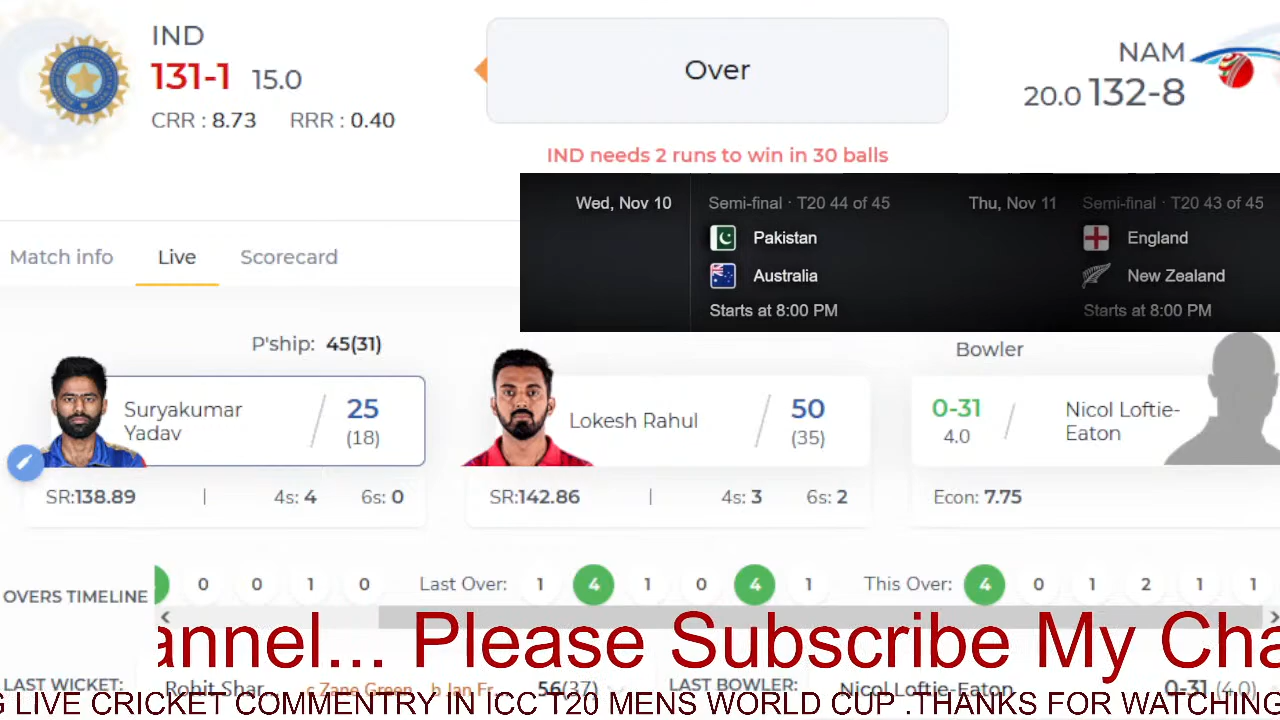 IND
131-1 15.0
CRR : 8.73 RRR : 0.40
Over
NAM
20.0 132-8
IND needs 2 runs to win in 30 balls
Wed, Nov 10
Semi-final · T20 44 of 45
Pakistan
Australia
Starts at 8:00 PM
Thu, Nov 11
Semi-final · T20 43 of 45
England
New Zealand
Starts at 8:00 PM
Match info Live Scorecard
P'ship: 45(31)
Bowler
Suryakumar
Yadav
25
(18)
SR:138.89 | 4s: 4 6s: 0
Lokesh Rahul
50
(35)
SR:142.86 | 4s: 3 6s: 2
0-31
4.0
Nicol Loftie-
Eaton
Econ: 7.75
OVERS TIMELINE
0 0 1 0 Last Over: 1 4 1 0 4 1 This Over: 4 0 1 2 1 1
annel... Please Subscribe My Cha
LAST WICKET: Rohit Shar... c Zane Green b Jan Fr... 56(37) LAST BOWLER: Nicol Loftie-Eaton 0-31 (4.0)
G LIVE CRICKET COMMENTRY IN ICC T20 MENS WORLD CUP .THANKS FOR WATCHING